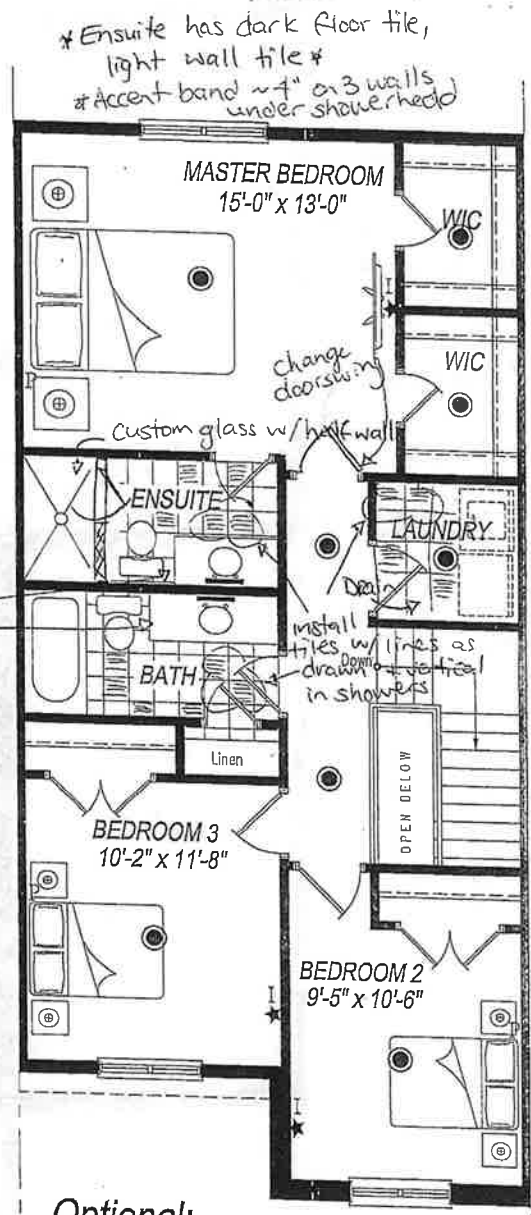 * Ensuite has dark floor tile,
light wall tile *
* Accent band ~4" on 3 walls
under showerhead
MASTER BEDROOM
15'-0" x 13'-0"
WIC
I
WIC
change
doorswing
P
Custom glass w/ half wall
ENSUITE
LAUNDRY
Drain
install
tiles w/ lines as
drawn + vertical
in showers
Down
BATH
Linen
OPEN BELOW
BEDROOM 3
10'-2" x 11'-8"
P
I
BEDROOM 2
9'-5" x 10'-6"
P
I
Optional: